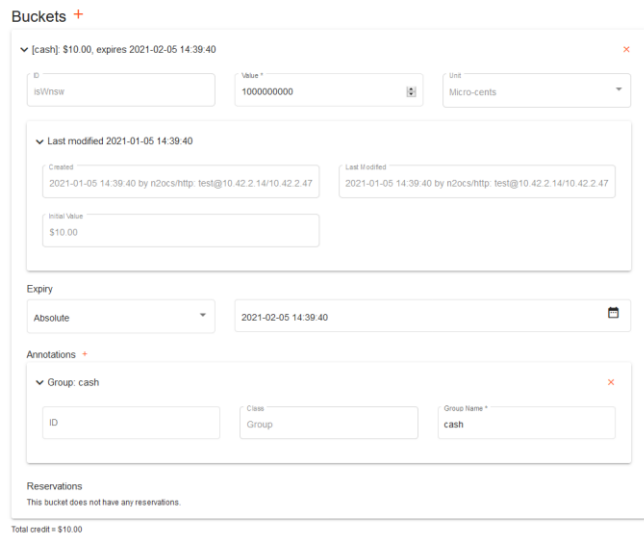 Buckets +
[cash]: $10.00, expires 2021-02-05 14:39:40
ID
isWnsw
Value *
1000000000
Unit
Micro-cents
Last modified 2021-01-05 14:39:40
Created
2021-01-05 14:39:40 by n2ocs/http: test@10.42.2.14/10.42.2.47
Last Modified
2021-01-05 14:39:40 by n2ocs/http: test@10.42.2.14/10.42.2.47
Initial Value
$10.00
Expiry
Absolute
2021-02-05 14:39:40
Annotations +
Group: cash
ID
Class
Group
Group Name *
cash
Reservations
This bucket does not have any reservations.
Total credit = $10.00